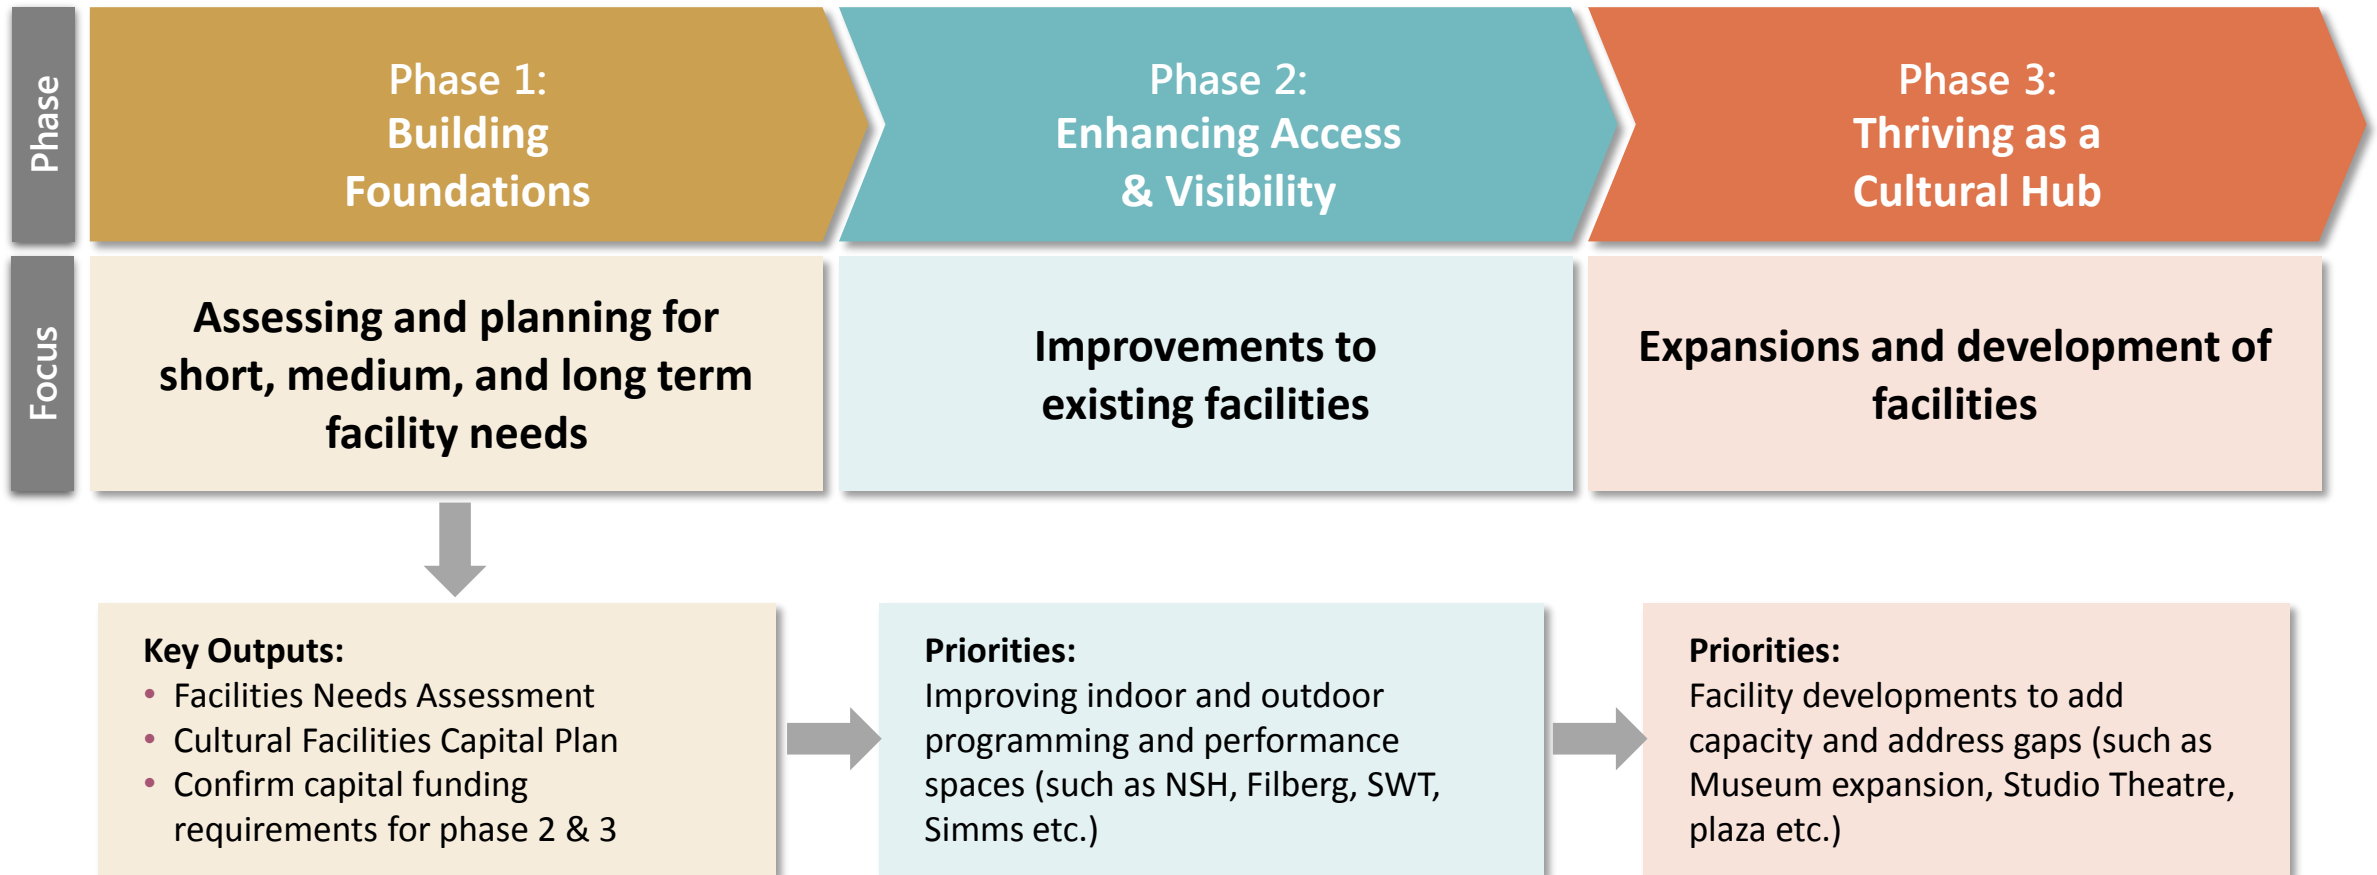 Phase
Phase 1:
Building
Foundations
Phase 2:
Enhancing Access
& Visibility
Phase 3:
Thriving as a
Cultural Hub
Focus
Assessing and planning for
short, medium, and long term
facility needs
Improvements to
existing facilities
Expansions and development of
facilities
Key Outputs:
• Facilities Needs Assessment
• Cultural Facilities Capital Plan
• Confirm capital funding
requirements for phase 2 & 3
Priorities:
Improving indoor and outdoor
programming and performance
spaces (such as NSH, Filberg, SWT,
Simms etc.)
Priorities:
Facility developments to add
capacity and address gaps (such as
Museum expansion, Studio Theatre,
plaza etc.)